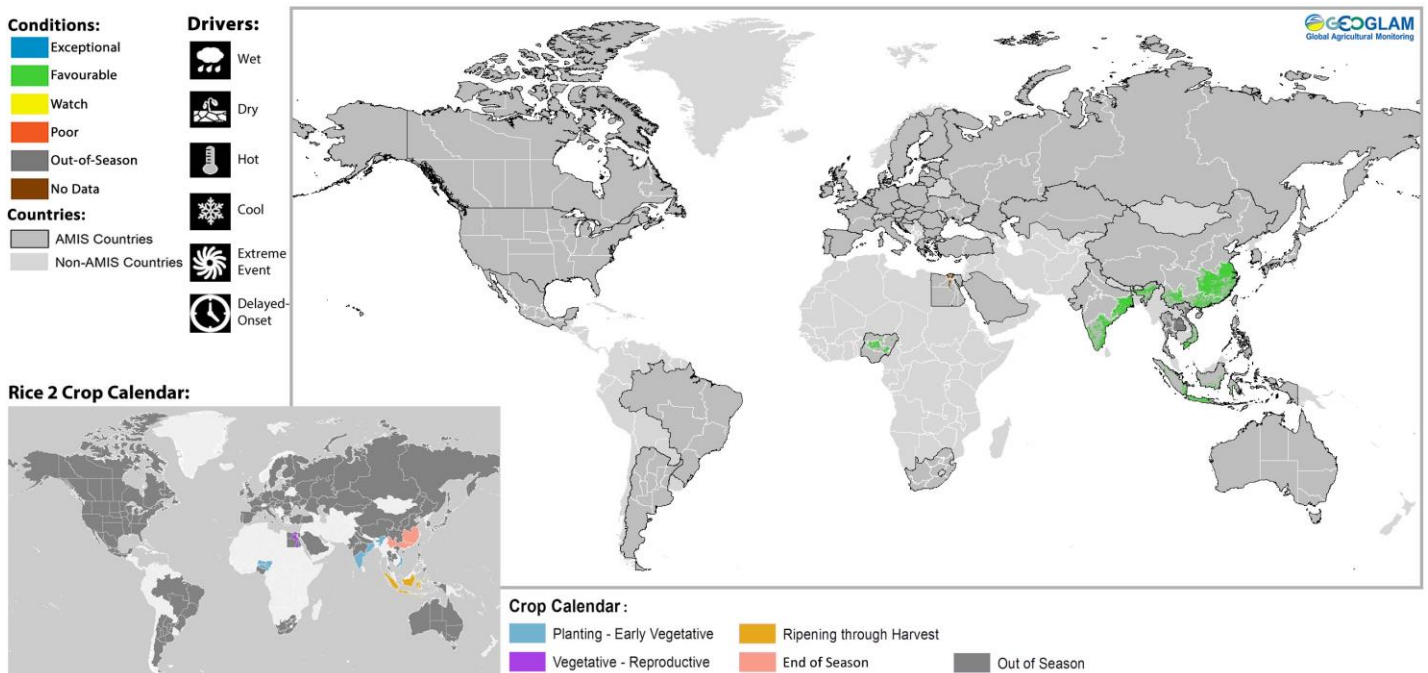 Conditions:
Exceptional
Favourable
Watch
Poor
Out-of-Season
No Data
Countries:
AMIS Countries
Non-AMIS Countries
Drivers:
Wet
Dry
Hot
Cool
Extreme
Event
Delayed-
Onset
GEOGLAM
Global Agricultural Monitoring
Rice 2 Crop Calendar:
Crop Calendar :
Planting - Early Vegetative
Vegetative - Reproductive
Ripening through Harvest
End of Season
Out of Season